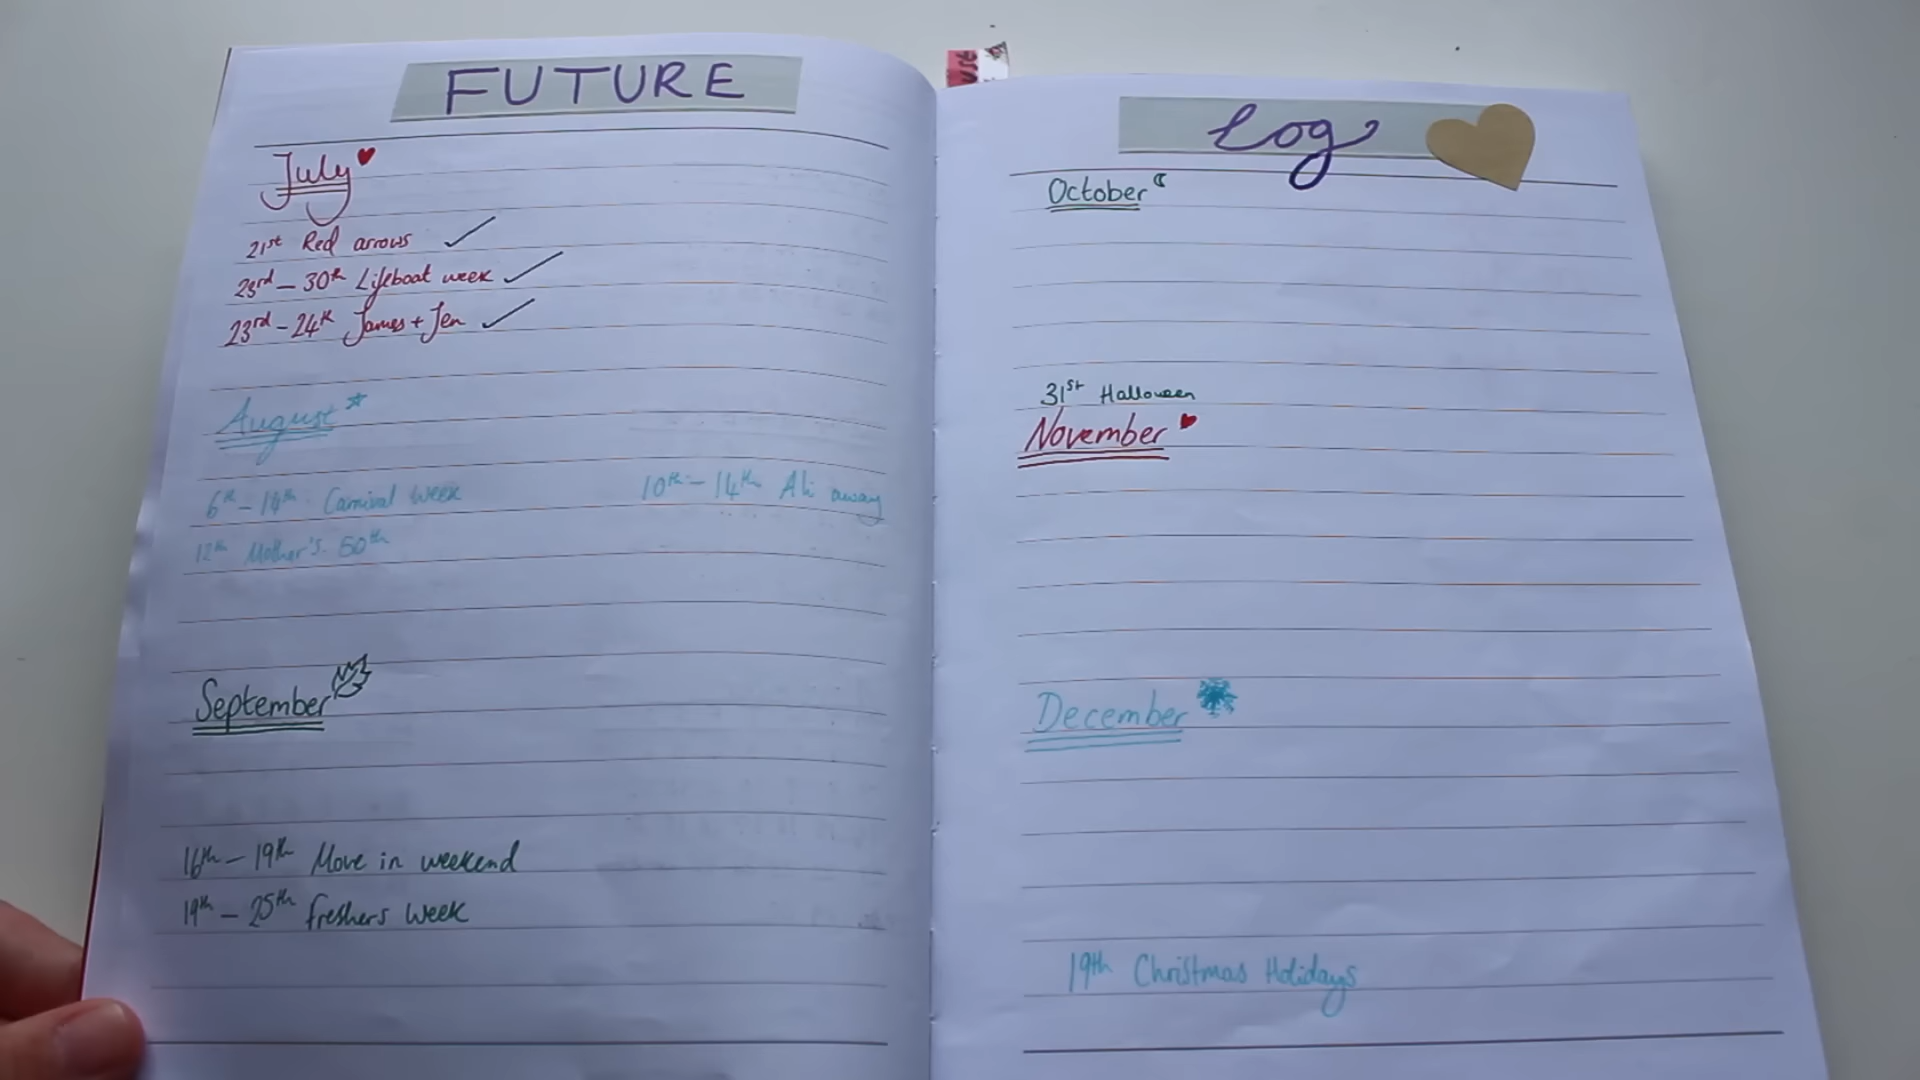 FUTURE
July
21st Red arrows
23rd - 30th Lifeboat week
23rd - 24th James + Jen
August
6th - 14th : Carnival week
10th - 14th Ali away
12th Mother's 50th
September
16th - 19th Move in weekend
19th - 25th freshers week
Log
October
31st Halloween
November
December
19th Christmas Holidays
use